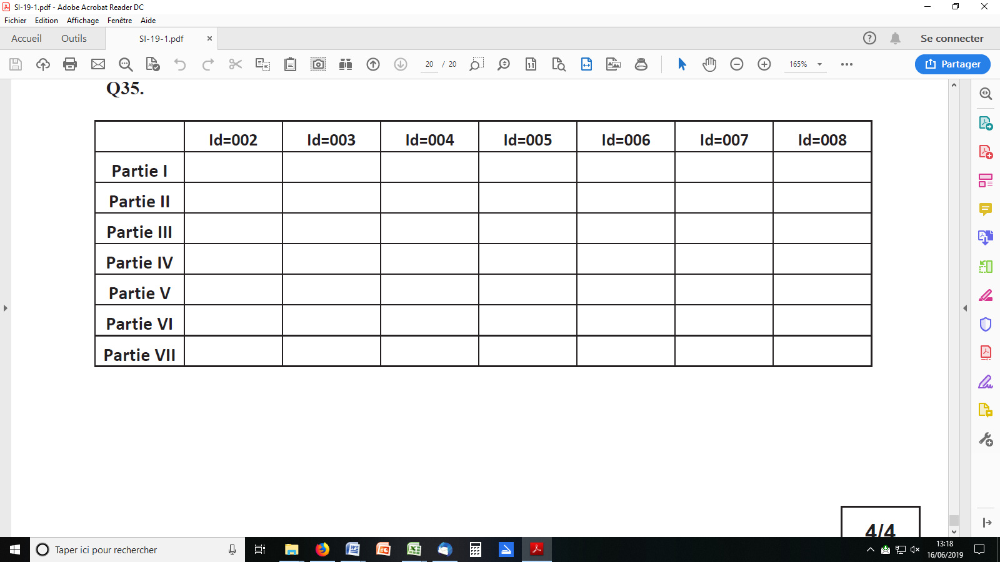 SI-19-1.pdf - Adobe Acrobat Reader DC
Fichier Edition Affichage Fenêtre Aide
Accueil Outils SI-19-1.pdf × ? Se connecter
20 / 20 1:1 165% Partager
Q35.
Id=002 Id=003 Id=004 Id=005 Id=006 Id=007 Id=008
Partie I
Partie II
Partie III
Partie IV
Partie V
Partie VI
Partie VII
4/4
Taper ici pour rechercher
13:18
16/06/2019